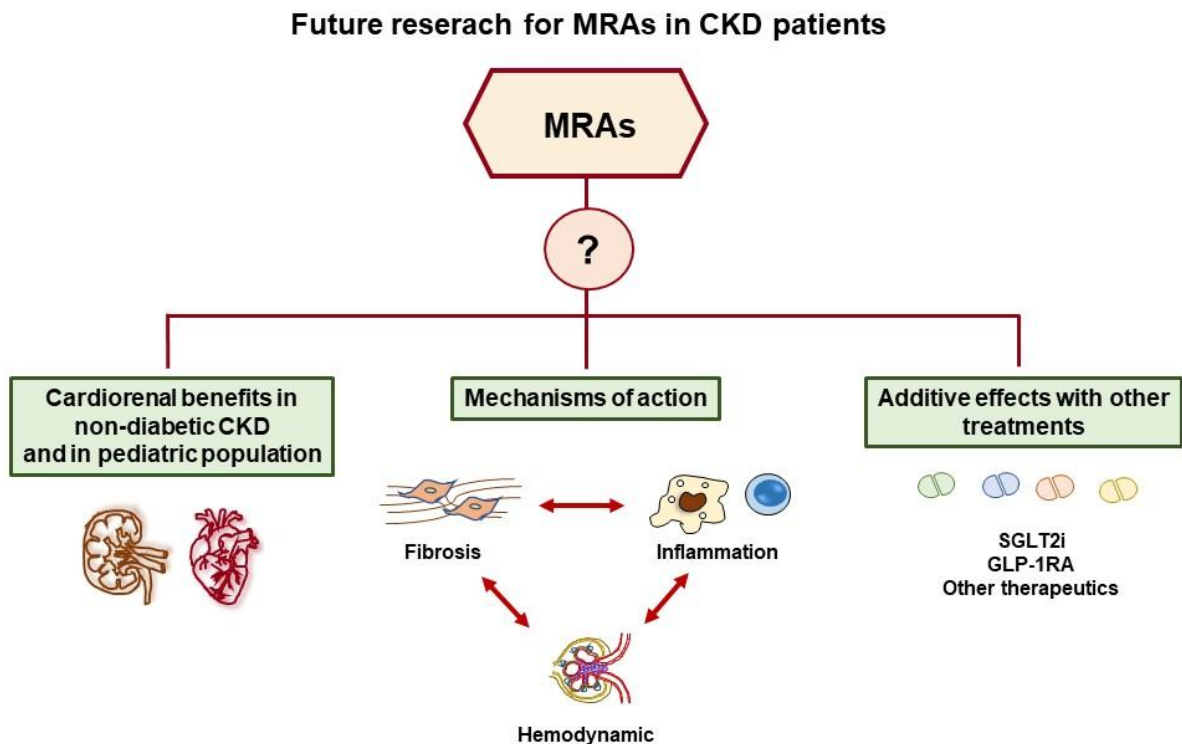 Future reserach for MRAs in CKD patients
MRAs
?
Cardiorenal benefits in
non-diabetic CKD
and in pediatric population
Mechanisms of action
Additive effects with other
treatments
Fibrosis
Inflammation
Hemodynamic
SGLT2i
GLP-1RA
Other therapeutics